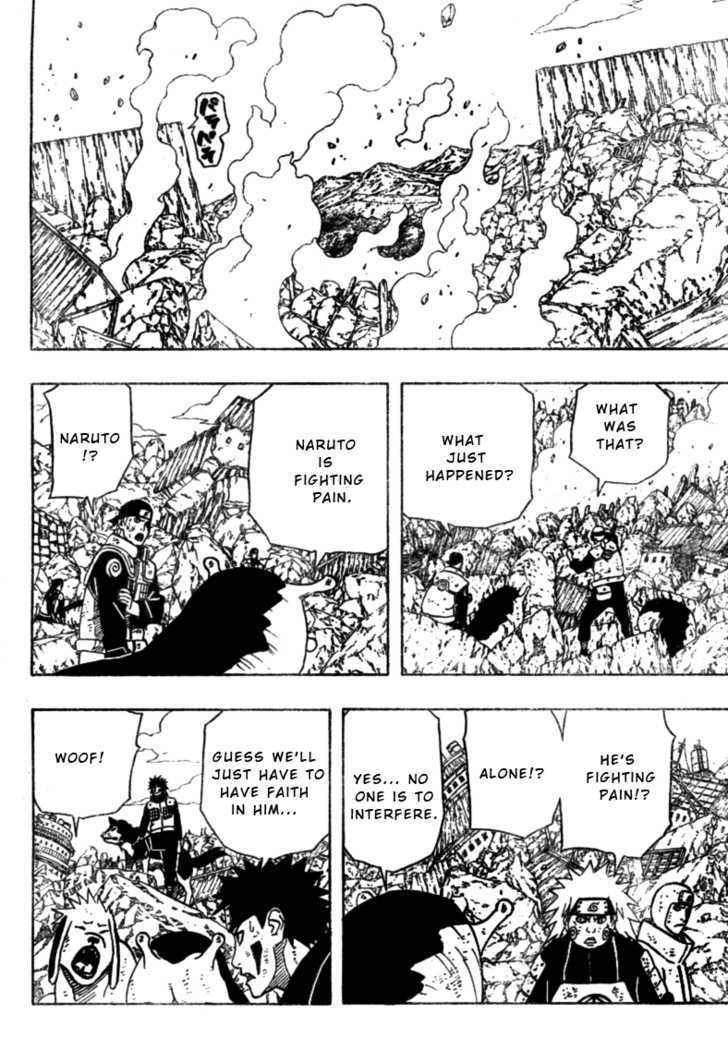 パラ
パラ
WHAT
WAS
THAT?
WHAT
JUST
HAPPENED?
NARUTO
IS
FIGHTING
PAIN.
NARUTO
!?
HE'S
FIGHTING
PAIN!?
ALONE!?
YES... NO
ONE IS TO
INTERFERE.
GUESS WE'LL
JUST HAVE TO
HAVE FAITH
IN HIM...
WOOF!